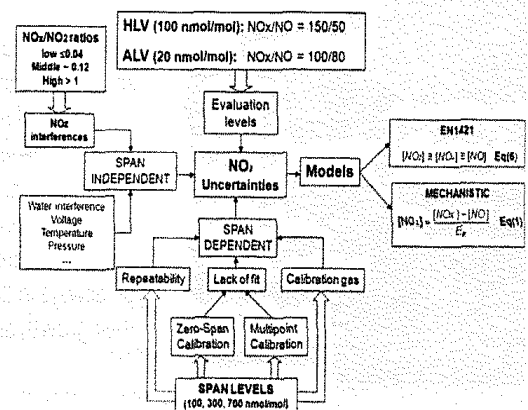 NOx/NO2 ratios
low ≤0.04
Middle ~ 0.12
High > 1
HLV (100 nmol/mol): NOx/NO = 150/50
ALV (20 nmol/mol): NOx/NO = 100/80
NOz
interferences
Evaluation
levels
SPAN
INDEPENDENT
NO2
Uncertainties
Models
EN1421
[NO2] ≅ [NOx] ≅ [NO] Eq(6)
MECHANISTIC
[NO2] = [NOx] - [NO]
Eq(1)
Water interference
Voltage
Temperature
Pressure
...
SPAN
DEPENDENT
Repeatability
Lack of fit
Calibration gas
Zero-Span
Calibration
Multipoint
Calibration
SPAN LEVELS
(100, 300, 700 nmol/mol)